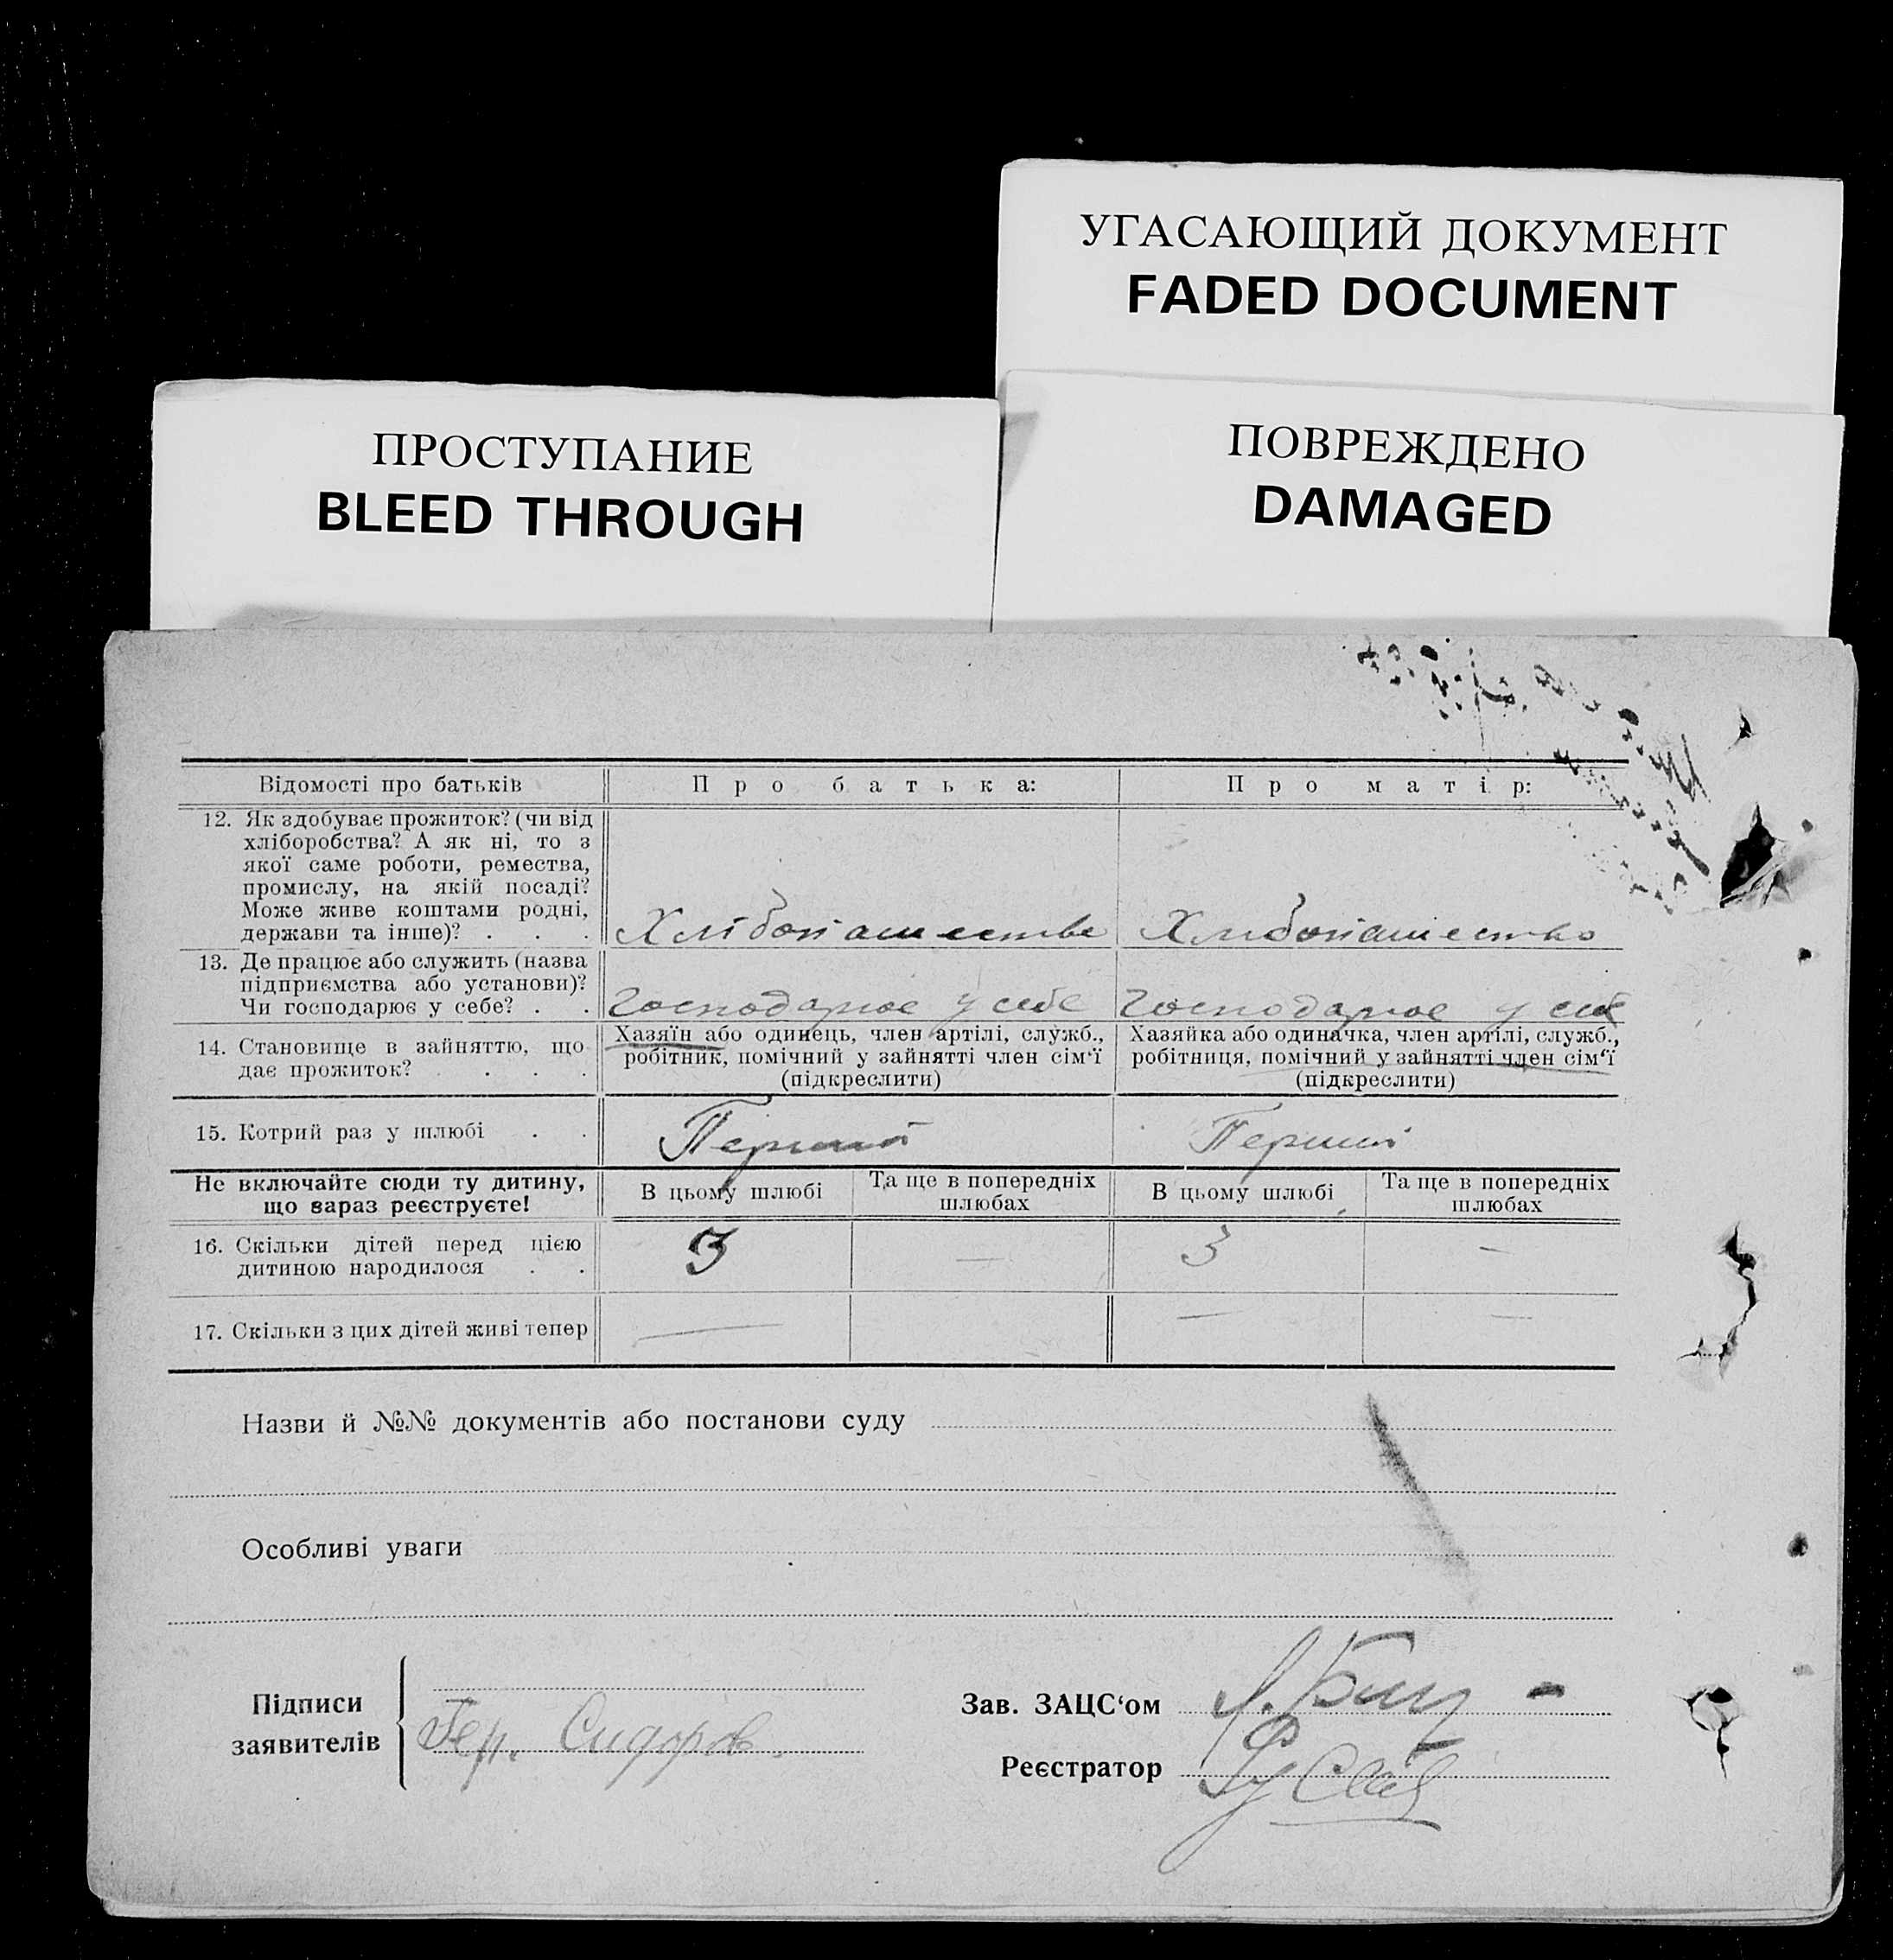 УГАСАЮЩИЙ ДОКУМЕНТ
FADED DOCUMENT
ПРОСТУПАНИЕ
BLEED THROUGH
ПОВРЕЖДЕНО
DAMAGED
Відомості про батьків
Про батька:
Про матір:
12. Як здобуває прожиток? (чи від
хліборобства? А як ні, то з
якої саме роботи, ремества,
промислу, на якій посаді?
Може живе коштами родні,
держави та інше)? . . .
Хлібопашество
Хлібопашество
13. Де працює або служить (назва
підприємства або установи)?
Чи господарює у себе? . .
Господарює у себе
Господарює у себе
14. Становище в зайняттю, що
дає прожиток? . . . .
Хазяїн або одинець, член артілі, служб.,
робітник, помічний у зайнятті член сім‘ї
(підкреслити)
Хазяйка або одиначка, член артілі, служб.,
робітниця, помічний у зайнятті член сім‘ї
(підкреслити)
15. Котрий раз у шлюбі . .
Перший
Перший
Не включайте сюди ту дитину,
що зараз реєструєте!
В цьому шлюбі
Та ще в попередніх
шлюбах
В цьому шлюбі
Та ще в попередніх
шлюбах
16. Скільки дітей перед цією
дитиною народилося . .
3
—
3
—
17. Скільки з цих дітей живі тепер
—
—
—
Назви й №№ документів або постанови суду
Особливі уваги
Підписи
заявителів
Сидоров.
Зав. ЗАЦС‘ом
Реєстратор